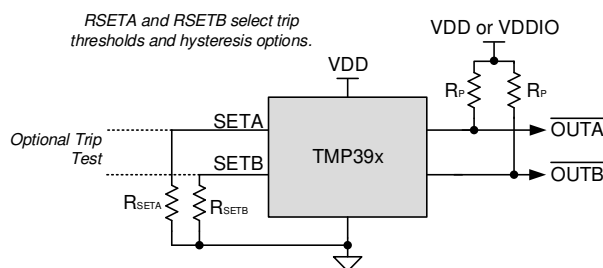 RSETA and RSETB select trip
thresholds and hysteresis options.
VDD or VDDIO
VDD
RP
RP
SETA
OUTA
Optional Trip
Test
TMP39x
SETB
OUTB
RSETA
RSETB